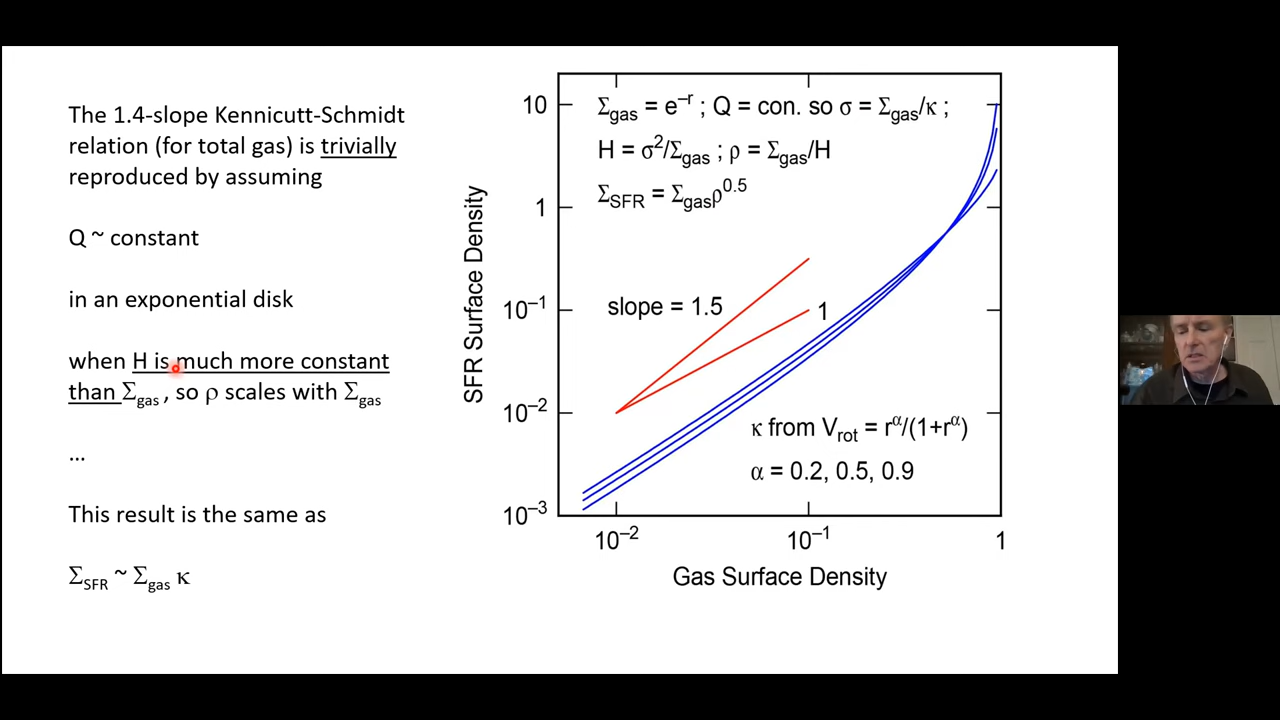 The 1.4-slope Kennicutt-Schmidt
relation (for total gas) is trivially
reproduced by assuming
Q ~ constant
in an exponential disk
when H is much more constant
than Σgas , so ρ scales with Σgas
...
This result is the same as
ΣSFR ~ Σgas κ
SFR Surface Density
10
1
10⁻¹
10⁻²
10⁻³
Σgas = e⁻ʳ ; Q = con. so σ = Σgas/κ ;
H = σ²/Σgas ; ρ = Σgas/H
ΣSFR = Σgasρ⁰·⁵
slope = 1.5
1
κ from Vrot = rᵅ/(1+rᵅ)
α = 0.2, 0.5, 0.9
10⁻²
10⁻¹
1
Gas Surface Density